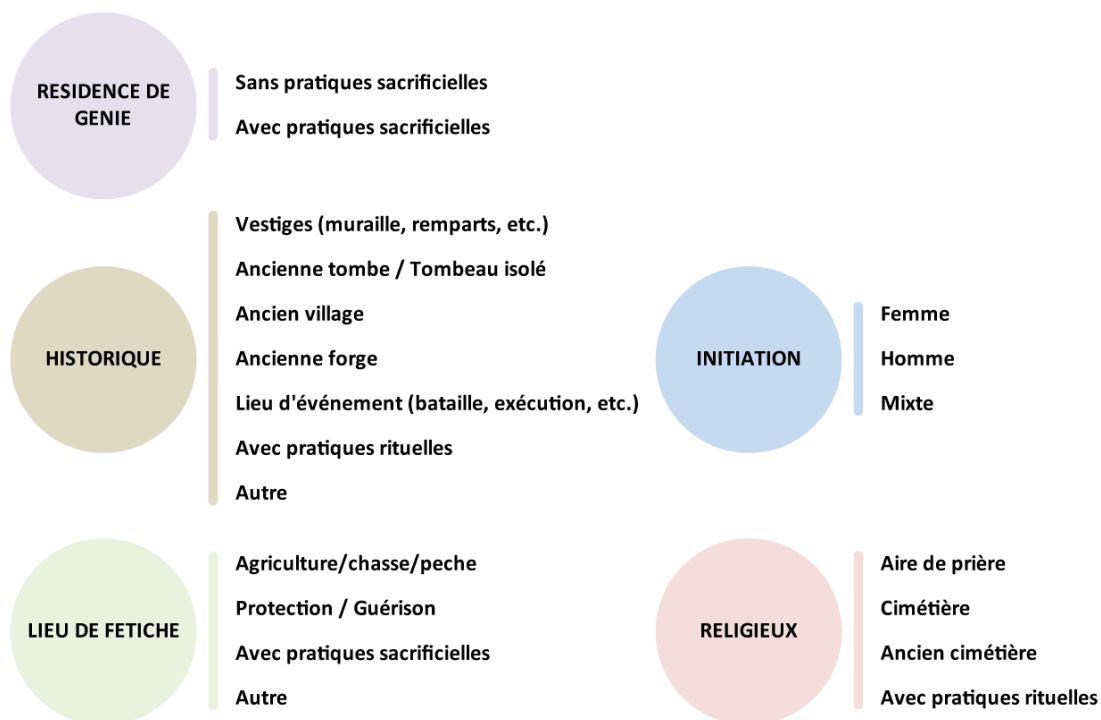 RESIDENCE DE
GENIE
Sans pratiques sacrificielles
Avec pratiques sacrificielles
HISTORIQUE
Vestiges (muraille, remparts, etc.)
Ancienne tombe / Tombeau isolé
Ancien village
Ancienne forge
Lieu d'événement (bataille, exécution, etc.)
Avec pratiques rituelles
Autre
INITIATION
Femme
Homme
Mixte
LIEU DE FETICHE
Agriculture/chasse/peche
Protection / Guérison
Avec pratiques sacrificielles
Autre
RELIGIEUX
Aire de prière
Cimétière
Ancien cimétière
Avec pratiques rituelles